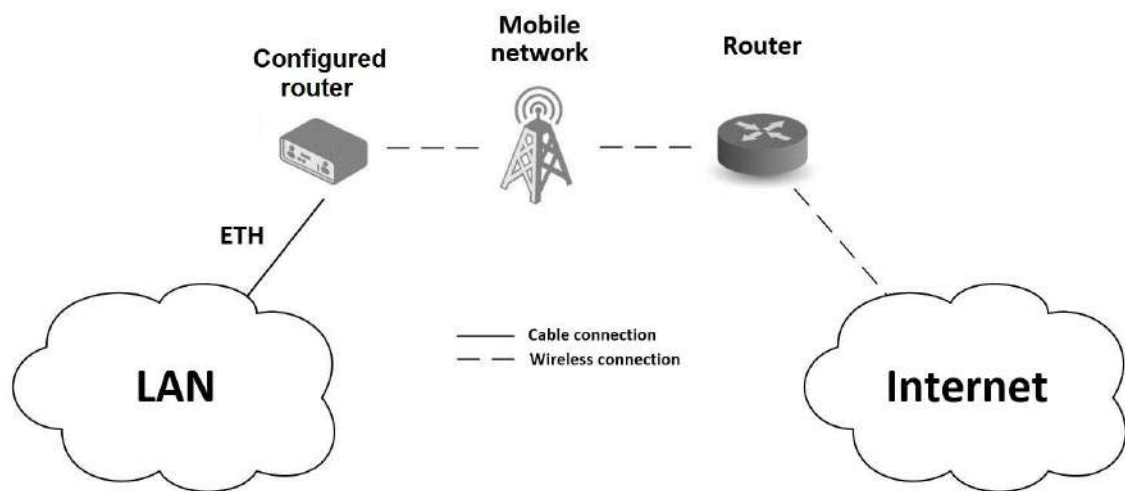 Mobile
network
Router
Configured
router
ETH
Cable connection
Wireless connection
LAN
Internet